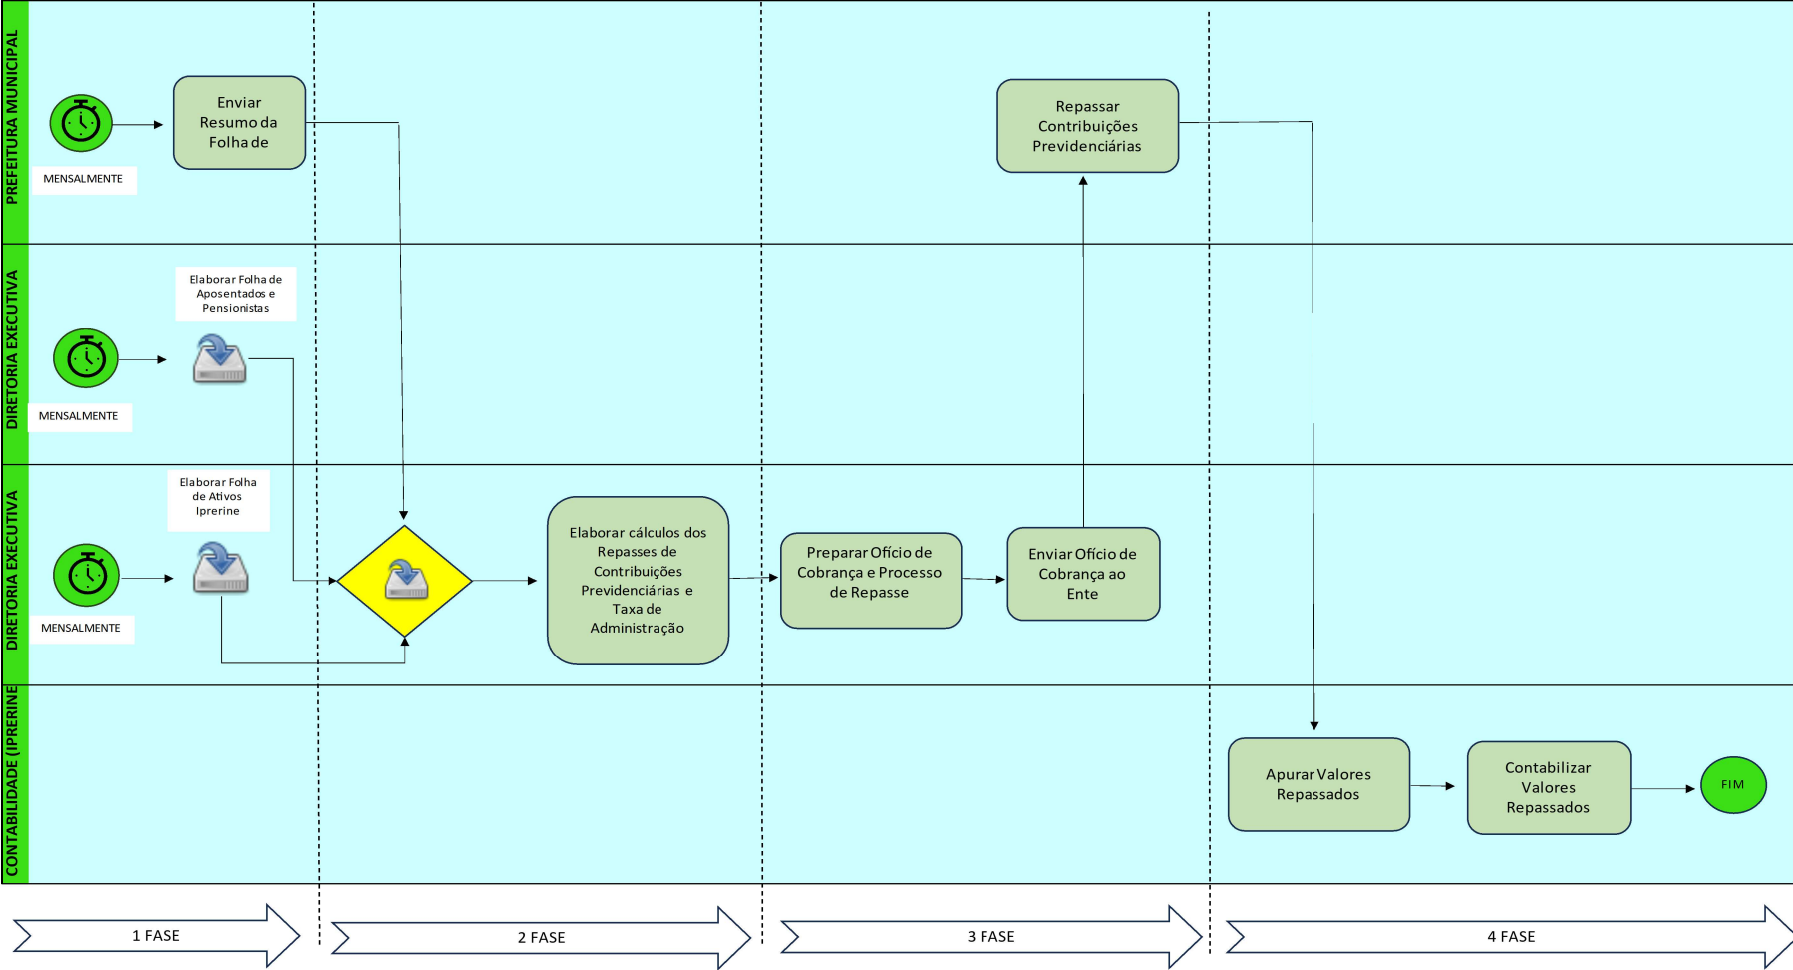 PREFEITURA MUNICIPAL
MENSALMENTE
Enviar
Resumo da
Folha de
Repassar
Contribuições
Previdenciárias
DIRETORIA EXECUTIVA
MENSALMENTE
Elaborar Folha de
Aposentados e
Pensionistas
DIRETORIA EXECUTIVA
MENSALMENTE
Elaborar Folha
de Ativos
Iprerine
Elaborar cálculos dos
Repasses de
Contribuições
Previdenciárias e
Taxa de
Administração
Preparar Ofício de
Cobrança e Processo
de Repasse
Enviar Ofício de
Cobrança ao
Ente
CONTABILIDADE (IPRERINE
Apurar Valores
Repassados
Contabilizar
Valores
Repassados
FIM
1 FASE
2 FASE
3 FASE
4 FASE